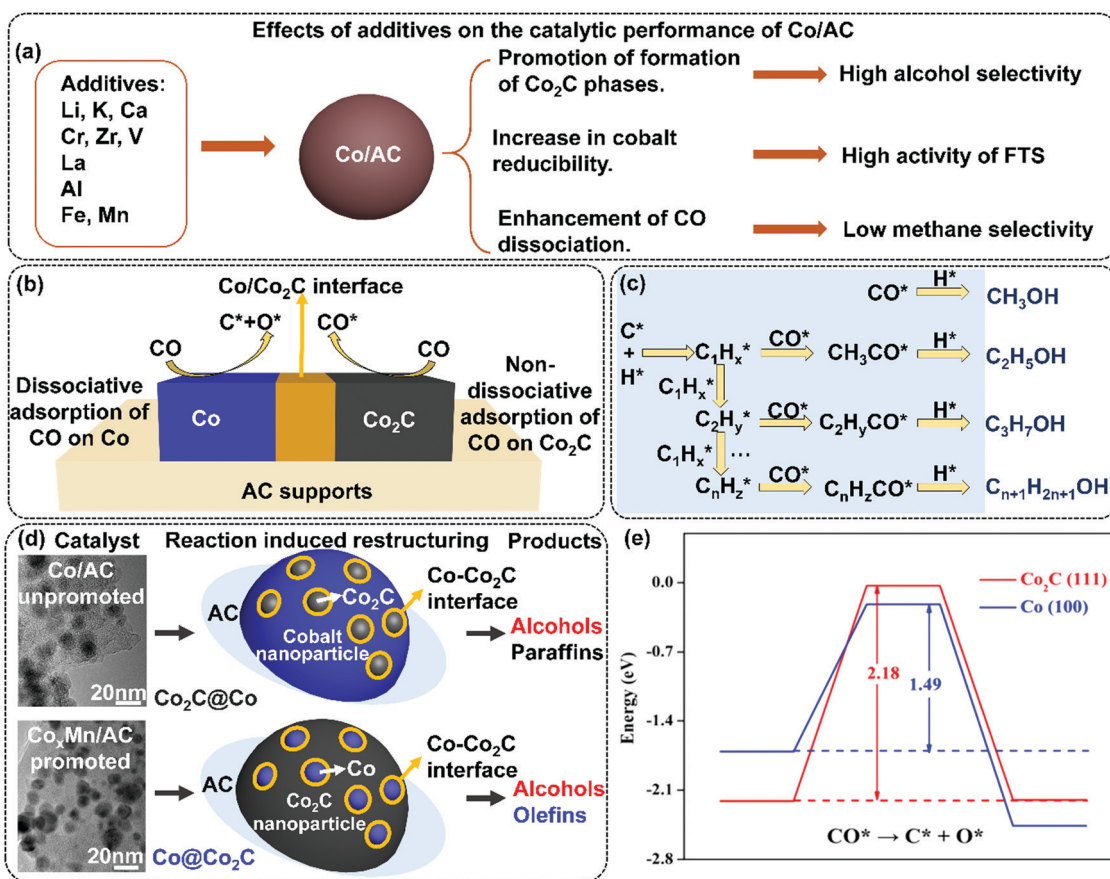 Effects of additives on the catalytic performance of Co/AC
(a)
Additives:
Li, K, Ca
Cr, Zr, V
La
Al
Fe, Mn
Co/AC
Promotion of formation
of Co₂C phases.
High alcohol selectivity
Increase in cobalt
reducibility.
High activity of FTS
Enhancement of CO
dissociation.
Low methane selectivity
(b)
Co/Co₂C interface
C*+O*
CO*
CO
CO
Dissociative
adsorption of
CO on Co
Co
Co₂C
Non-
dissociative
adsorption of
CO on Co₂C
AC supports
(c)
CO* H* CH₃OH
C*
+
H*
C₁Hₓ* CO* CH₃CO* H* C₂H₅OH
C₁Hₓ*
C₂Hᵧ* CO* C₂HᵧCO* H* C₃H₇OH
C₁Hₓ* ...
CₙH_z* CO* CₙH_zCO* H* Cₙ₊₁H₂ₙ₊₁OH
(d) Catalyst Reaction induced restructuring Products
Co/AC
unpromoted
20nm
AC
Co₂C
Cobalt
nanoparticle
Co₂C@Co
Co-Co₂C
interface
Alcohols
Paraffins
CoₓMn/AC
promoted
20nm
AC
Co
Co₂C
nanoparticle
Co@Co₂C
Co-Co₂C
interface
Alcohols
Olefins
(e)
Energy (eV)
0.0
-0.7
-1.4
-2.1
-2.8
Co₂C (111)
Co (100)
2.18
1.49
CO* → C* + O*